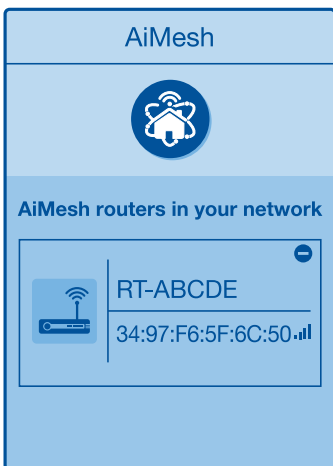 AiMesh
AiMesh routers in your network
RT-ABCDE
34:97:F6:5F:6C:50